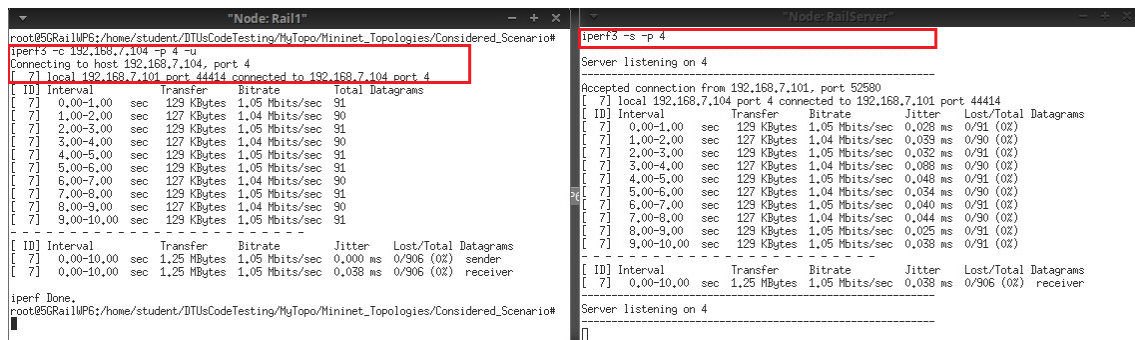 "Node: Rail1"
root@5GRailWP6:/home/student/DTUsCodeTesting/MyTopo/Mininet_Topologies/Considered_Scenario#
iperf3 -c 192.168.7.104 -p 4 -u
Connecting to host 192.168.7.104, port 4
[  7] local 192.168.7.101 port 44414 connected to 192.168.7.104 port 4
[ ID] Interval           Transfer     Bitrate         Total Datagrams
[  7]   0.00-1.00   sec   129 KBytes  1.05 Mbits/sec  91
[  7]   1.00-2.00   sec   127 KBytes  1.04 Mbits/sec  90
[  7]   2.00-3.00   sec   129 KBytes  1.05 Mbits/sec  91
[  7]   3.00-4.00   sec   127 KBytes  1.04 Mbits/sec  90
[  7]   4.00-5.00   sec   129 KBytes  1.05 Mbits/sec  91
[  7]   5.00-6.00   sec   129 KBytes  1.05 Mbits/sec  91
[  7]   6.00-7.00   sec   127 KBytes  1.04 Mbits/sec  90
[  7]   7.00-8.00   sec   129 KBytes  1.05 Mbits/sec  91
[  7]   8.00-9.00   sec   127 KBytes  1.04 Mbits/sec  90
[  7]   9.00-10.00  sec   129 KBytes  1.05 Mbits/sec  91
- - - - - - - - - - - - - - - - - - - - - - - - -
[ ID] Interval           Transfer     Bitrate         Jitter    Lost/Total Datagrams
[  7]   0.00-10.00  sec  1.25 MBytes  1.05 Mbits/sec  0.000 ms  0/906 (0%)  sender
[  7]   0.00-10.00  sec  1.25 MBytes  1.05 Mbits/sec  0.038 ms  0/906 (0%)  receiver
iperf Done.
root@5GRailWP6:/home/student/DTUsCodeTesting/MyTopo/Mininet_Topologies/Considered_Scenario#
"Node: RailServer"
iperf3 -s -p 4
Server listening on 4
-----------------------------------------------------------
Accepted connection from 192.168.7.101, port 52580
[  7] local 192.168.7.104 port 4 connected to 192.168.7.101 port 44414
[ ID] Interval           Transfer     Bitrate         Jitter    Lost/Total Datagrams
[  7]   0.00-1.00   sec   129 KBytes  1.05 Mbits/sec  0.028 ms  0/91 (0%)
[  7]   1.00-2.00   sec   127 KBytes  1.04 Mbits/sec  0.039 ms  0/90 (0%)
[  7]   2.00-3.00   sec   129 KBytes  1.05 Mbits/sec  0.032 ms  0/91 (0%)
[  7]   3.00-4.00   sec   127 KBytes  1.04 Mbits/sec  0.088 ms  0/90 (0%)
[  7]   4.00-5.00   sec   129 KBytes  1.05 Mbits/sec  0.048 ms  0/91 (0%)
[  7]   5.00-6.00   sec   127 KBytes  1.04 Mbits/sec  0.034 ms  0/90 (0%)
[  7]   6.00-7.00   sec   129 KBytes  1.05 Mbits/sec  0.040 ms  0/91 (0%)
[  7]   7.00-8.00   sec   127 KBytes  1.04 Mbits/sec  0.044 ms  0/90 (0%)
[  7]   8.00-9.00   sec   129 KBytes  1.05 Mbits/sec  0.025 ms  0/91 (0%)
[  7]   9.00-10.00  sec   129 KBytes  1.05 Mbits/sec  0.038 ms  0/91 (0%)
- - - - - - - - - - - - - - - - - - - - - - - - -
[ ID] Interval           Transfer     Bitrate         Jitter    Lost/Total Datagrams
[  7]   0.00-10.00  sec  1.25 MBytes  1.05 Mbits/sec  0.038 ms  0/906 (0%)  receiver
-----------------------------------------------------------
Server listening on 4
-----------------------------------------------------------